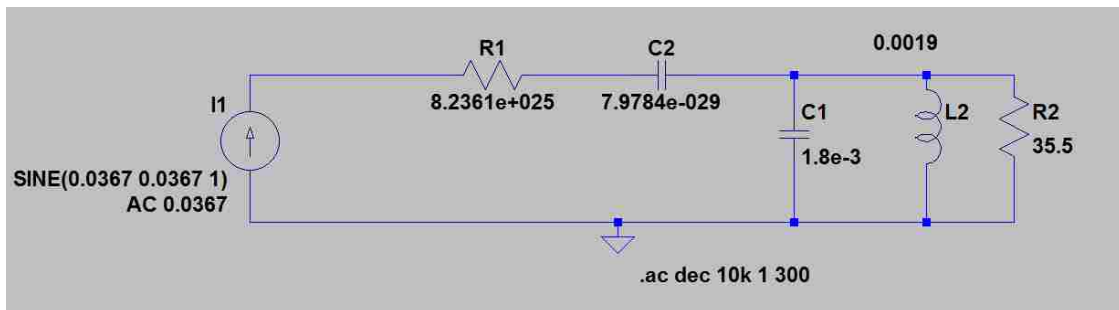 0.0019
R1
C2
8.2361e+025
7.9784e-029
I1
C1
L2
R2
1.8e-3
35.5
SINE(0.0367 0.0367 1)
AC 0.0367
.ac dec 10k 1 300